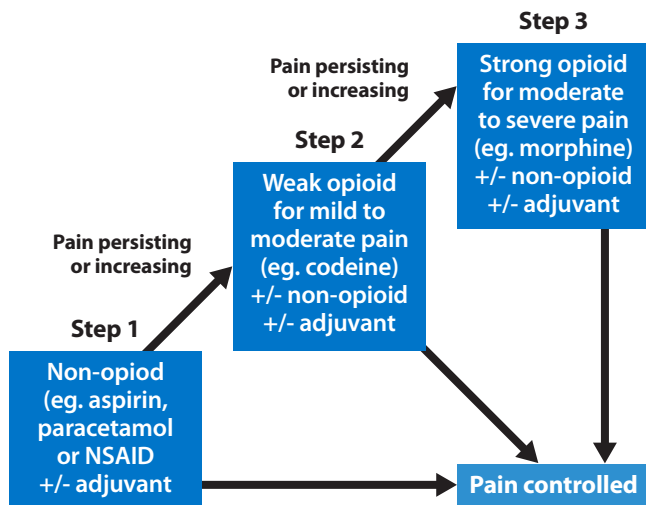 Step 1
Non-opiod
(eg. aspirin,
paracetamol
or NSAID
+/- adjuvant
Pain persisting
or increasing
Step 2
Weak opioid
for mild to
moderate pain
(eg. codeine)
+/- non-opioid
+/- adjuvant
Pain persisting
or increasing
Step 3
Strong opioid
for moderate
to severe pain
(eg. morphine)
+/- non-opioid
+/- adjuvant
Pain controlled